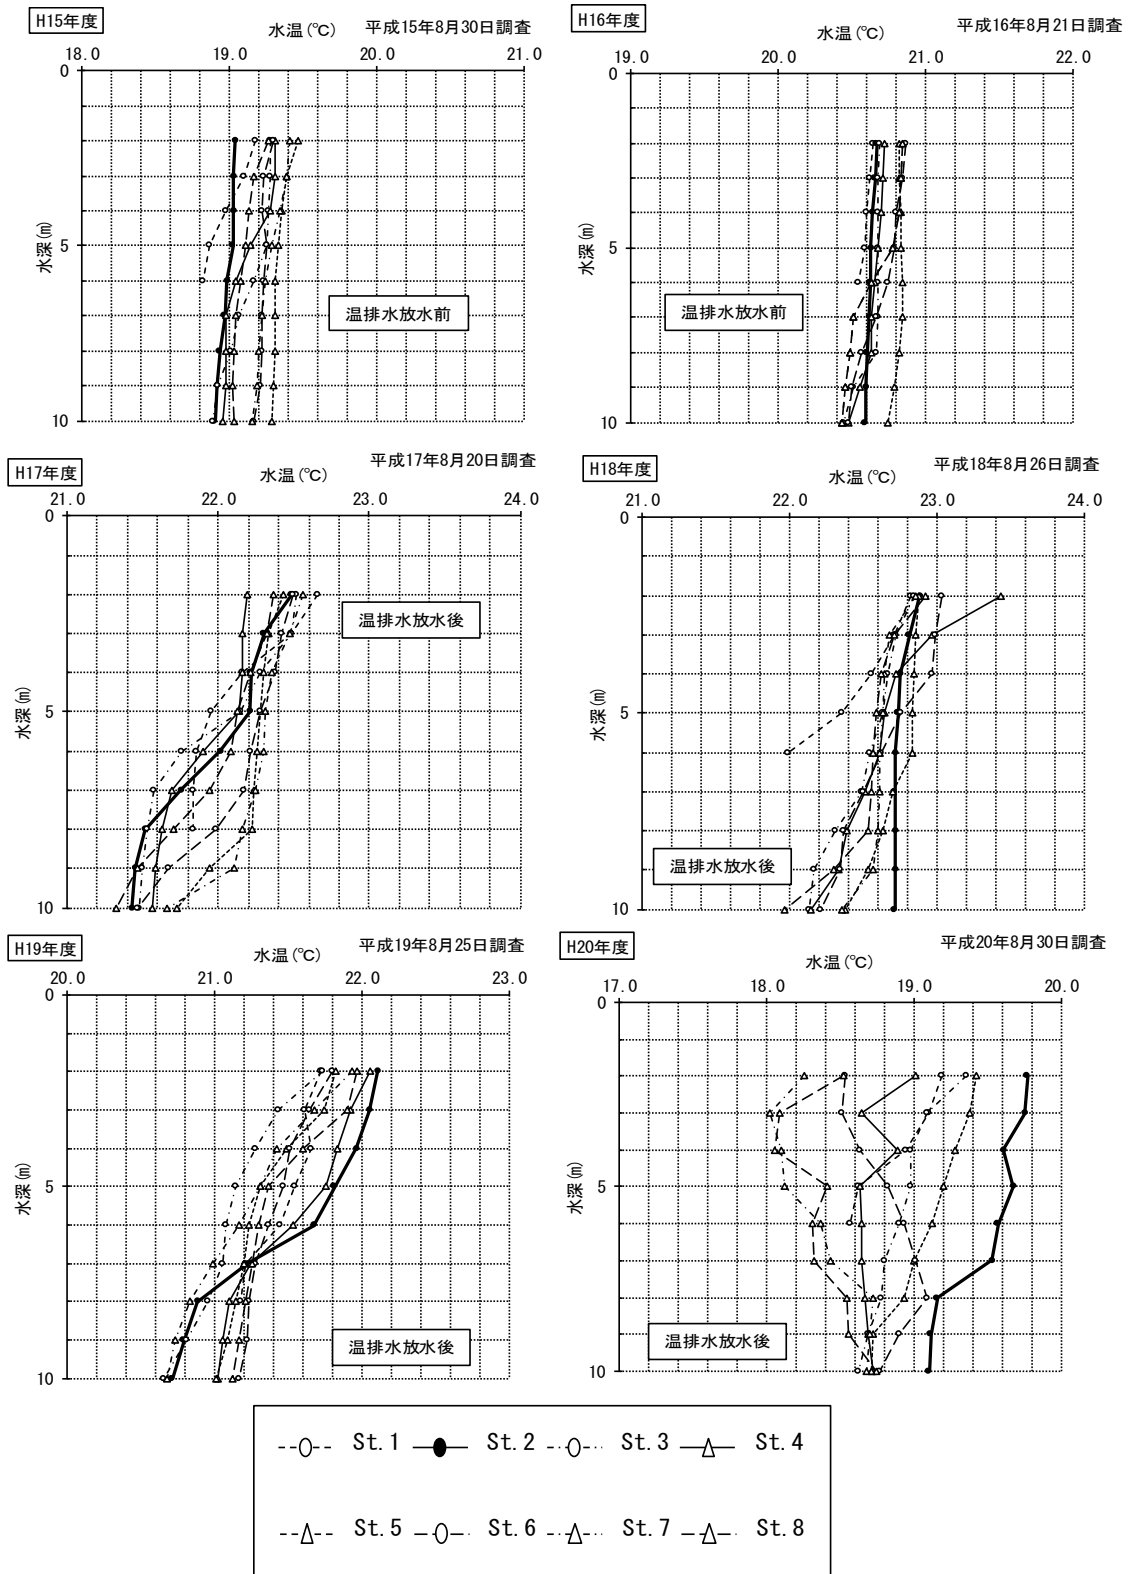 H15年度
水温(℃)
平成15年8月30日調査
18.0 19.0 20.0 21.0
0
5
10
水深(m)
温排水放水前
H16年度
水温(℃)
平成16年8月21日調査
19.0 20.0 21.0 22.0
0
5
10
水深(m)
温排水放水前
H17年度
水温(℃)
平成17年8月20日調査
21.0 22.0 23.0 24.0
0
5
10
水深(m)
温排水放水後
H18年度
水温(℃)
平成18年8月26日調査
21.0 22.0 23.0 24.0
0
5
10
水深(m)
温排水放水後
H19年度
水温(℃)
平成19年8月25日調査
20.0 21.0 22.0 23.0
0
5
10
水深(m)
温排水放水後
H20年度
水温(℃)
平成20年8月30日調査
17.0 18.0 19.0 20.0
0
5
10
水深(m)
温排水放水後
St.1 St.2 St.3 St.4
St.5 St.6 St.7 St.8